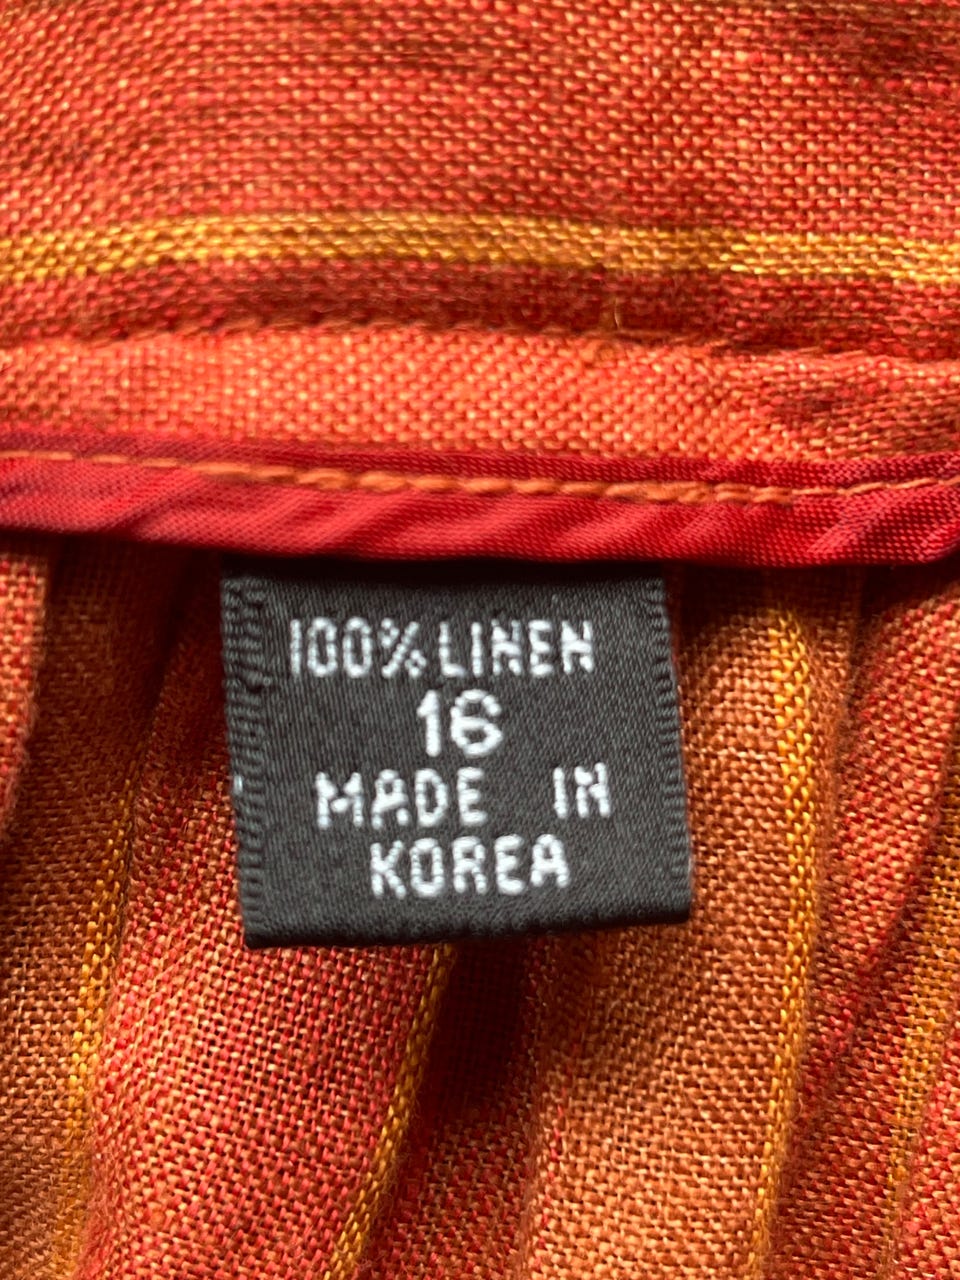 100% LINEN
16
MADE IN
KOREA